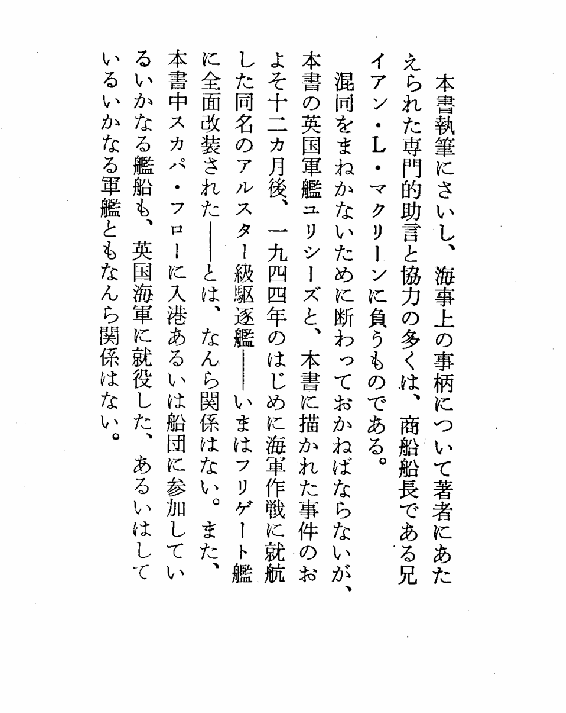 本書執筆にさいし、海事上の事柄について著者にあた
えられた専門的助言と協力の多くは、商船船長である兄
イアン・L・マクリーンに負うものである。
混同をまねかないために断わっておかねばならないが、
本書の英国軍艦ユリシーズと、本書に描かれた事件のお
よそ十二カ月後、一九四四年のはじめに海軍作戦に就航
した同名のアルスター級駆逐艦――いまはフリゲート艦
に全面改装された――とは、なんら関係はない。また、
本書中スカパ・フローに入港あるいは船団に参加してい
るいかなる艦船も、英国海軍に就役した、あるいはして
いるいかなる軍艦ともなんら関係はない。